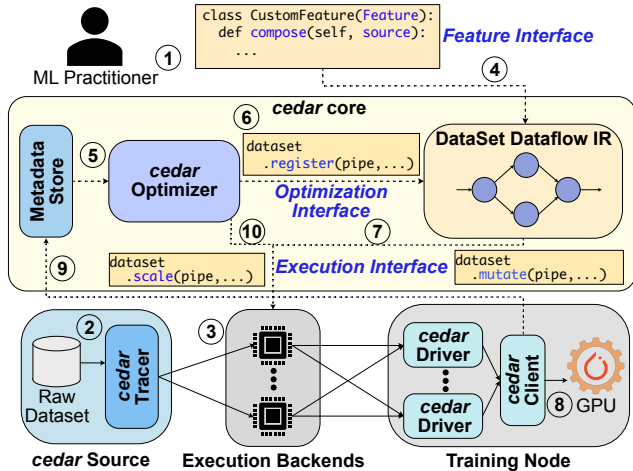 class CustomFeature(Feature):
def compose(self, source):
...
Feature Interface
ML Practitioner
1
4
cedar core
6
Metadata
Store
5
cedar
Optimizer
dataset
.register(pipe,...)
Optimization
Interface
DataSet Dataflow IR
10
7
9
dataset
.scale(pipe,...)
Execution Interface
dataset
.mutate(pipe,...)
2
Raw
Dataset
cedar
Tracer
3
cedar
Driver
cedar
Driver
cedar
Client
8
GPU
cedar Source
Execution Backends
Training Node